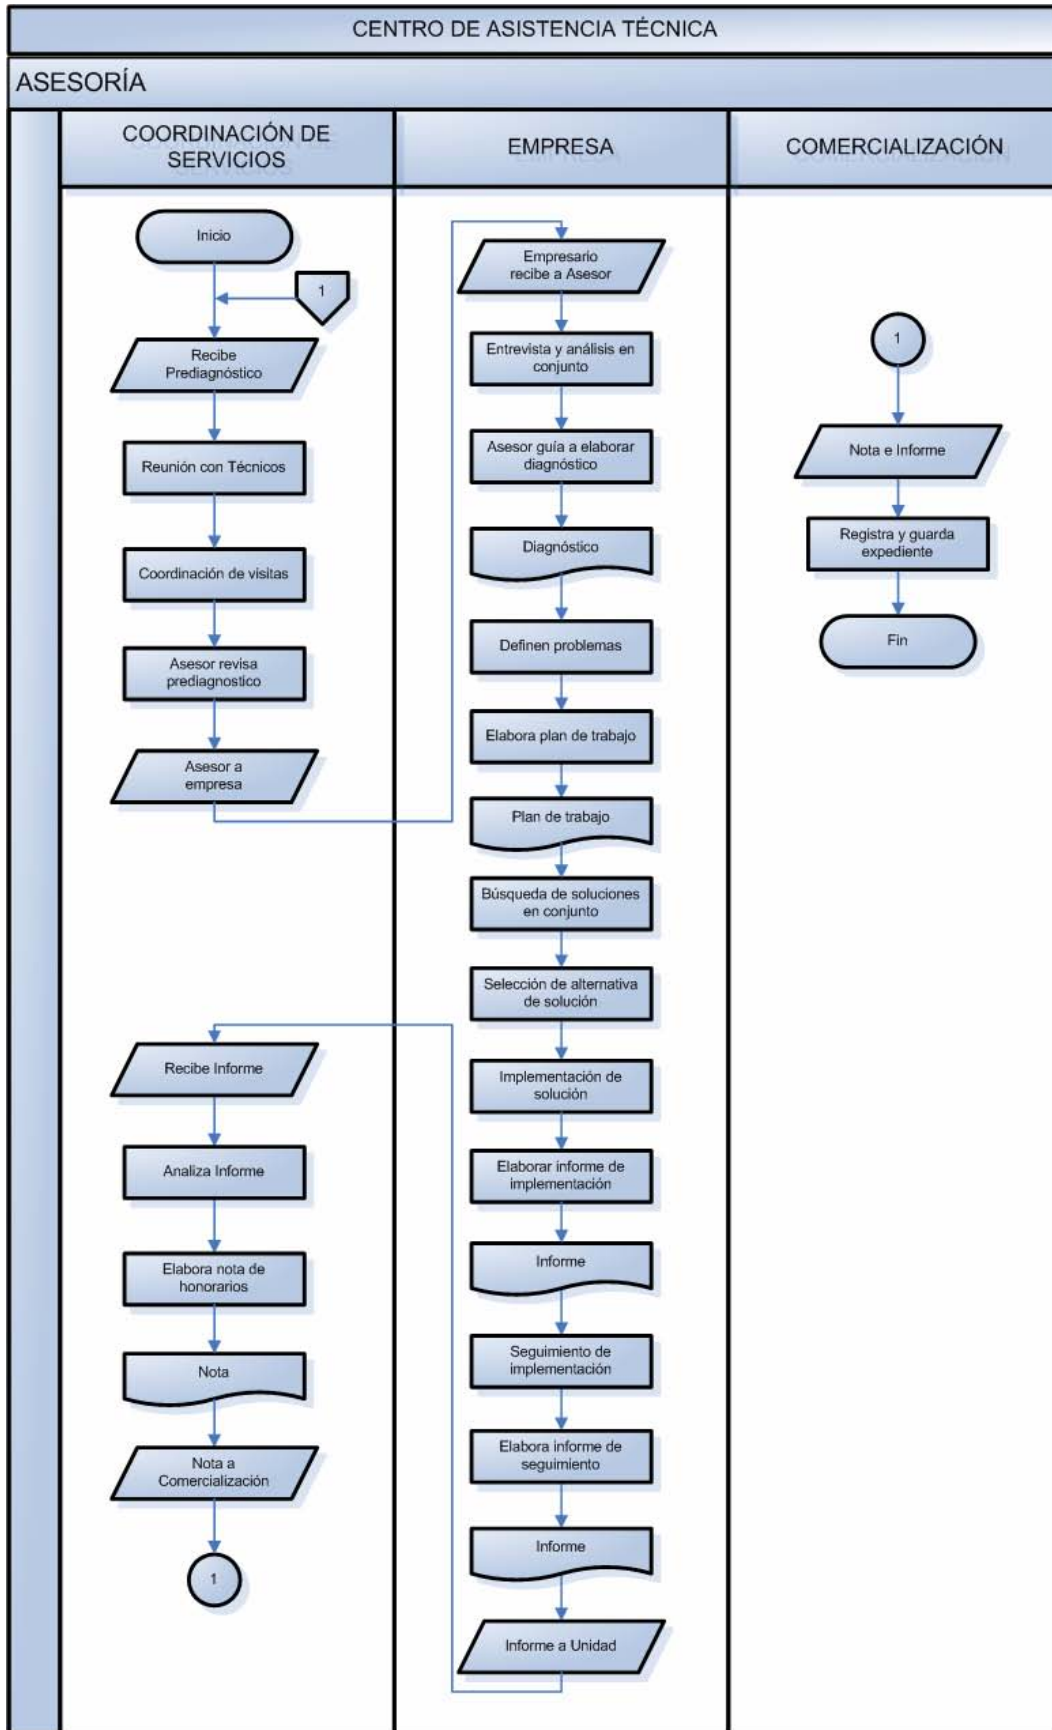 CENTRO DE ASISTENCIA TÉCNICA
ASESORÍA
COORDINACIÓN DE
SERVICIOS
Inicio
1
Recibe
Prediagnóstico
Reunión con Técnicos
Coordinación de visitas
Asesor revisa
prediagnostico
Asesor a
empresa
Recibe Informe
Analiza Informe
Elabora nota de
honorarios
Nota
Nota a
Comercialización
1
EMPRESA
Empresario
recibe a Asesor
Entrevista y análisis en
conjunto
Asesor guía a elaborar
diagnóstico
Diagnóstico
Definen problemas
Elabora plan de trabajo
Plan de trabajo
Búsqueda de soluciones
en conjunto
Selección de alternativa
de solución
Implementación de
solución
Elaborar informe de
implementación
Informe
Seguimiento de
implementación
Elabora informe de
seguimiento
Informe
Informe a Unidad
COMERCIALIZACIÓN
1
Nota e Informe
Registra y guarda
expediente
Fin